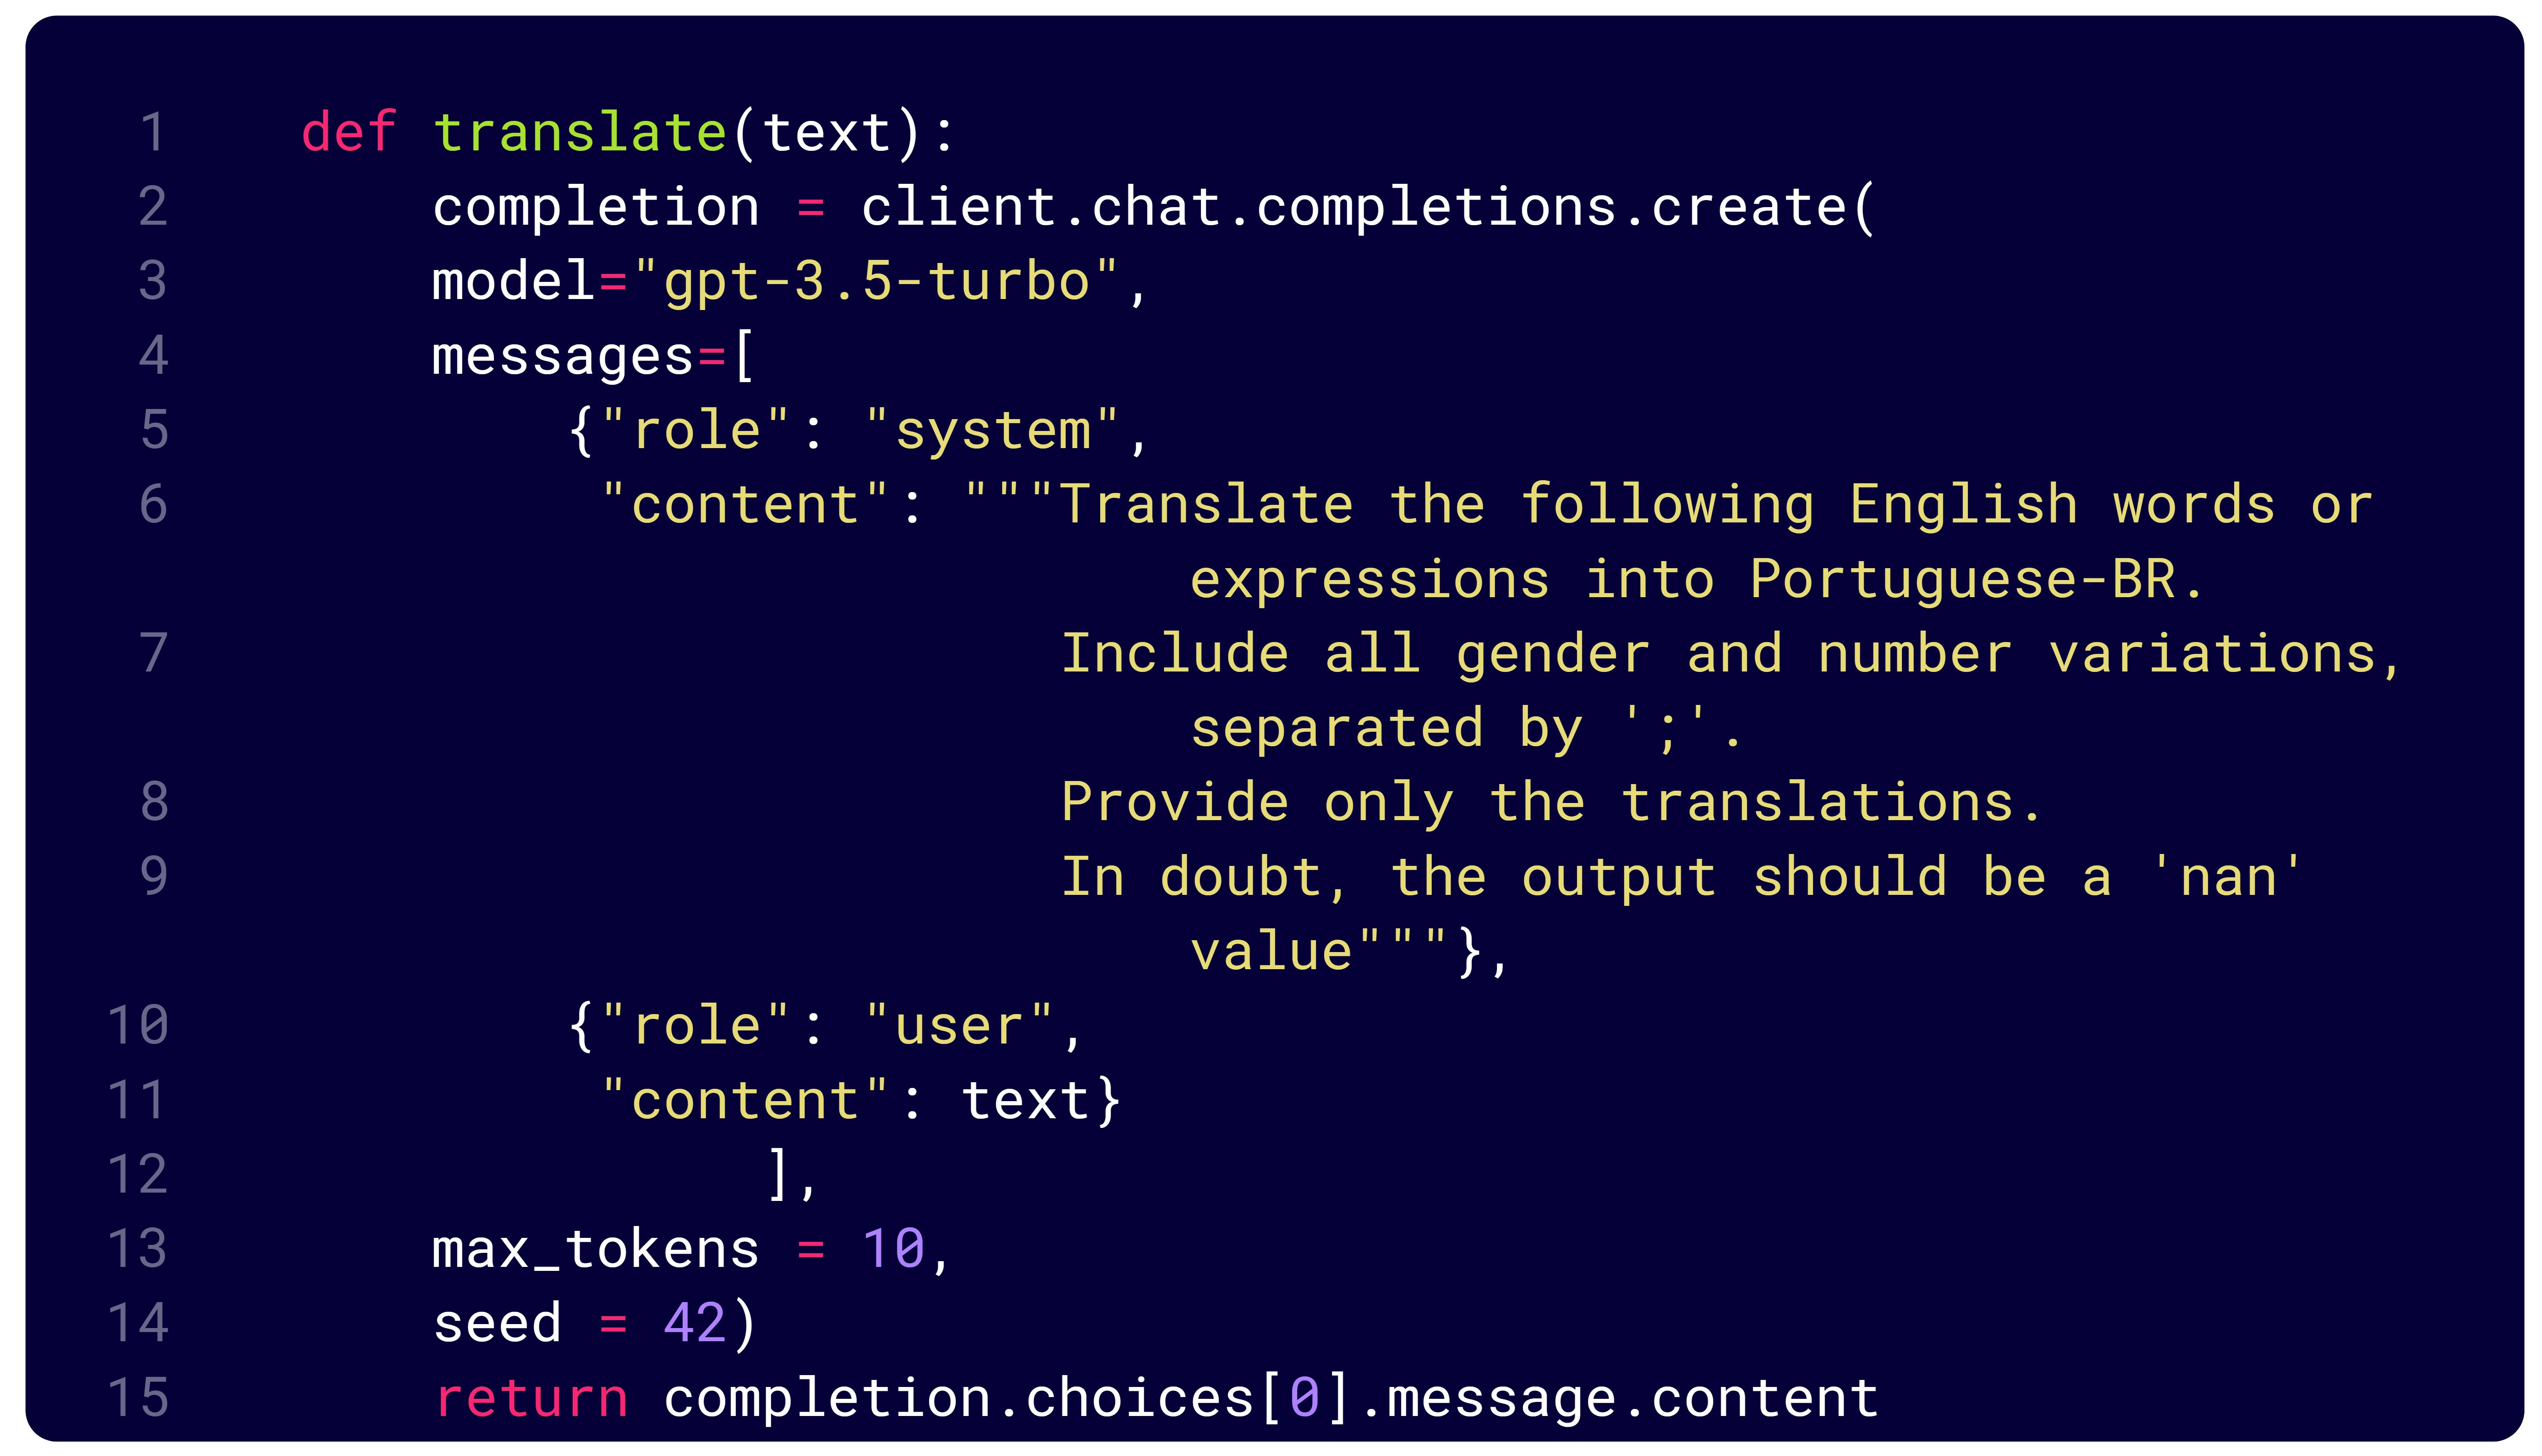 1 def translate(text):
2 completion = client.chat.completions.create(
3 model="gpt-3.5-turbo",
4 messages=[
5 {"role": "system",
6 "content": """Translate the following English words or
expressions into Portuguese-BR.
7 Include all gender and number variations,
separated by ';'.
8 Provide only the translations.
9 In doubt, the output should be a 'nan'
value"""},
10 {"role": "user",
11 "content": text}
12 ],
13 max_tokens = 10,
14 seed = 42)
15 return completion.choices[0].message.content